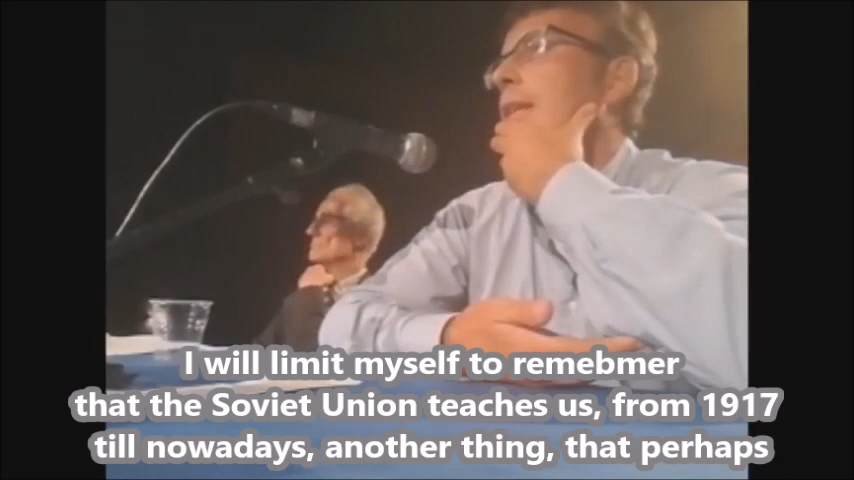 I will limit myself to remebmer
that the Soviet Union teaches us, from 1917
till nowadays, another thing, that perhaps